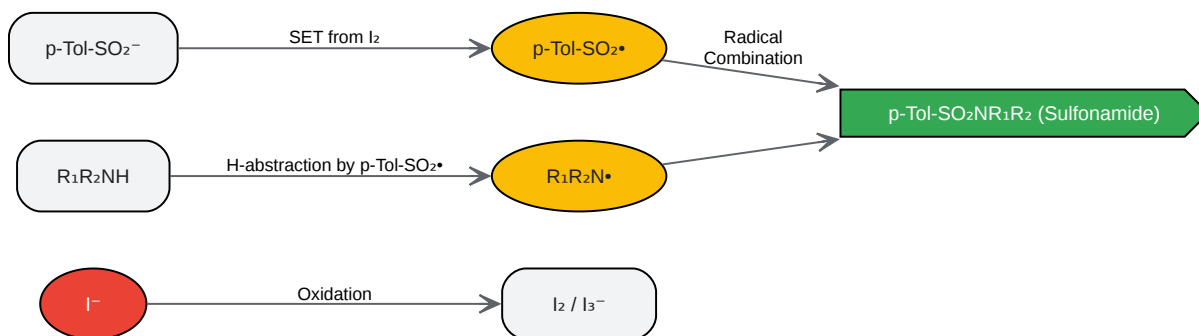 p-Tol-SO₂⁻
SET from I₂
p-Tol-SO₂•
Radical
Combination
p-Tol-SO₂NR₁R₂ (Sulfonamide)
R₁R₂NH
H-abstraction by p-Tol-SO₂•
R₁R₂N•
I⁻
Oxidation
I₂ / I₃⁻